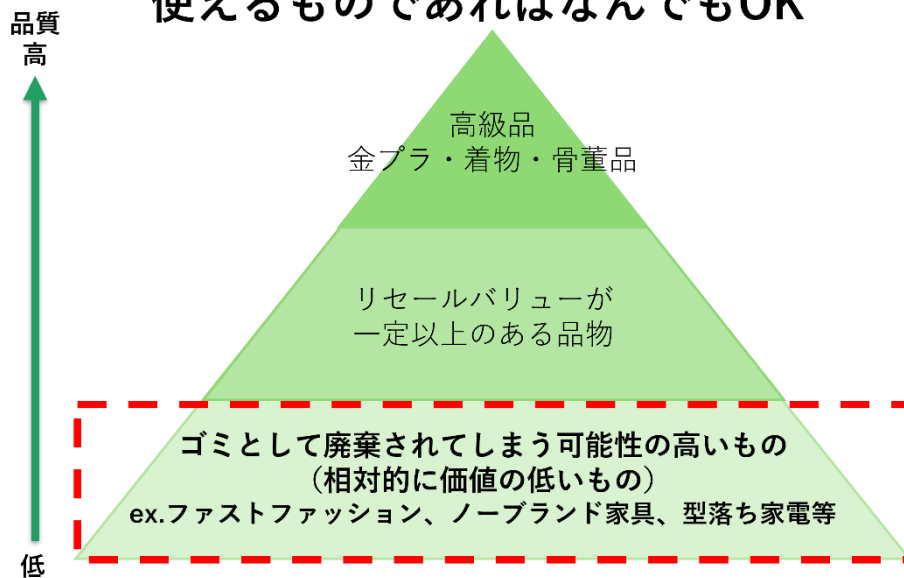 使えるものであればなんでもOK
品質
高
高級品
金プラ・着物・骨董品
リセールバリューが
一定以上のある品物
ゴミとして廃棄されてしまう可能性の高いもの
（相対的に価値の低いもの）
ex.ファストファッション、ノーブランド家具、型落ち家電等
低